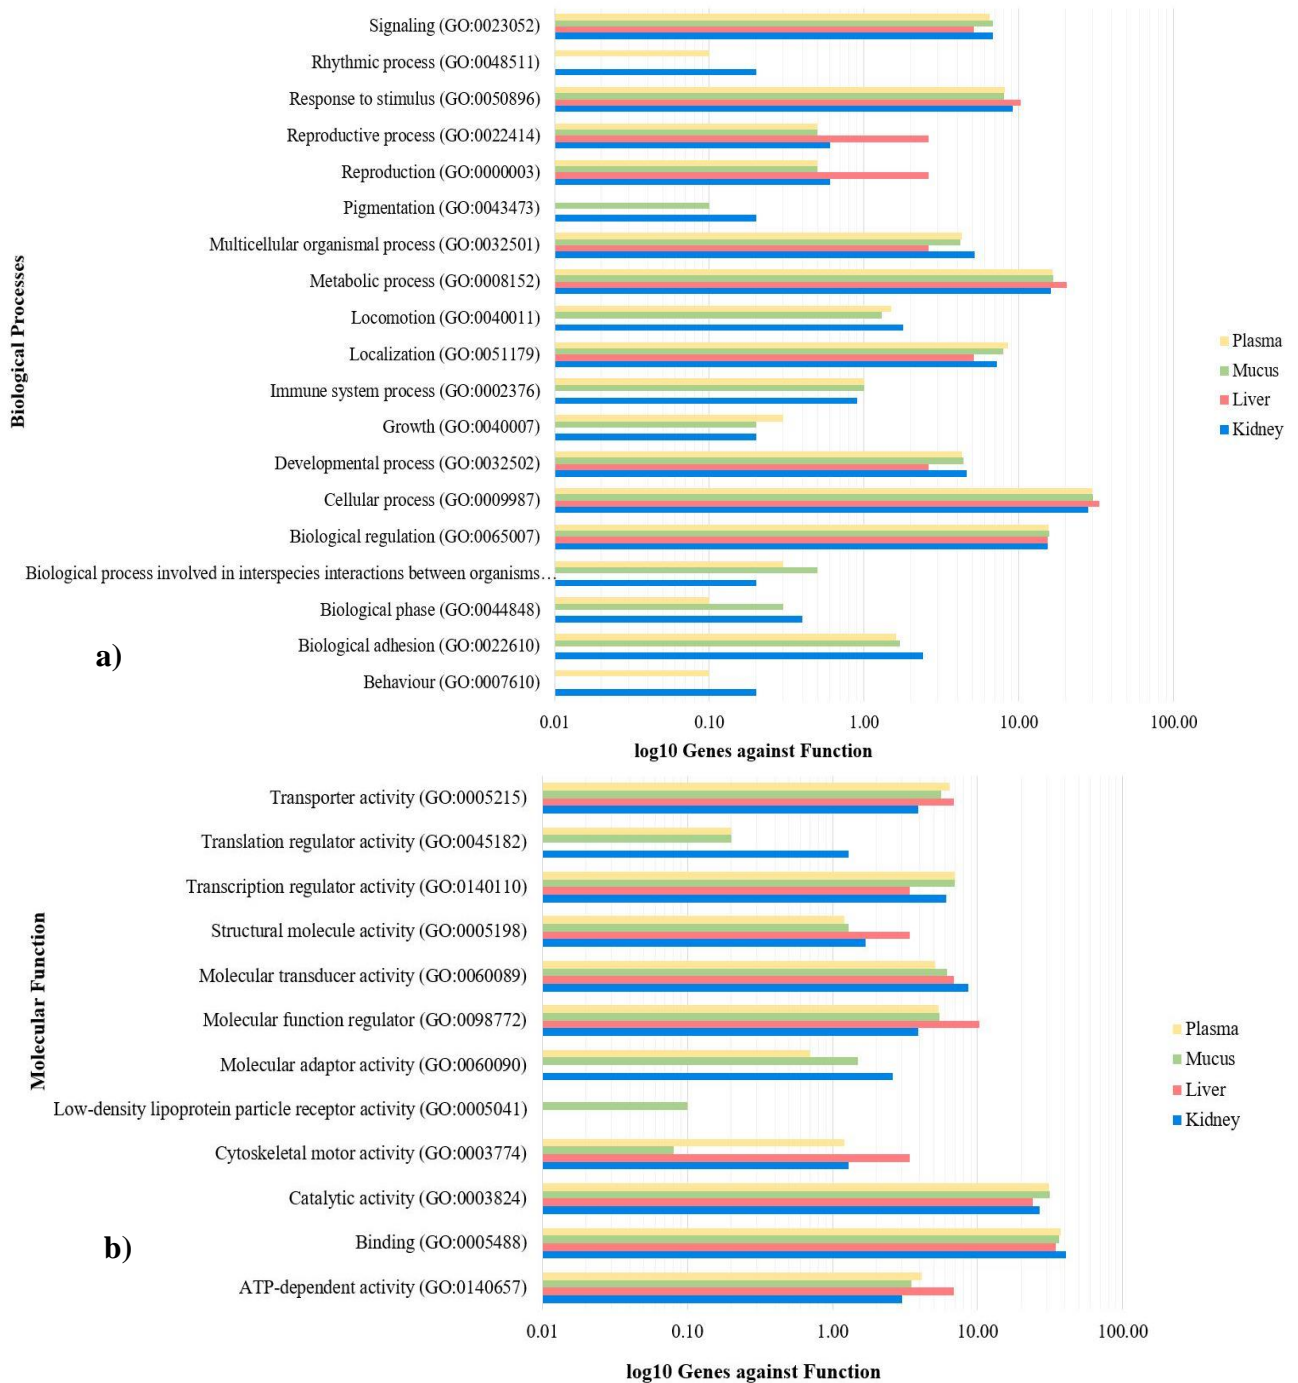 Biological Processes
Signaling (GO:0023052)
Rhythmic process (GO:0048511)
Response to stimulus (GO:0050896)
Reproductive process (GO:0022414)
Reproduction (GO:0000003)
Pigmentation (GO:0043473)
Multicellular organismal process (GO:0032501)
Metabolic process (GO:0008152)
Locomotion (GO:0040011)
Localization (GO:0051179)
Immune system process (GO:0002376)
Growth (GO:0040007)
Developmental process (GO:0032502)
Cellular process (GO:0009987)
Biological regulation (GO:0065007)
Biological process involved in interspecies interactions between organisms…
Biological phase (GO:0044848)
Biological adhesion (GO:0022610)
Behaviour (GO:0007610)
a)
0.01 0.10 1.00 10.00 100.00
log10 Genes against Function
Plasma
Mucus
Liver
Kidney
Molecular Function
Transporter activity (GO:0005215)
Translation regulator activity (GO:0045182)
Transcription regulator activity (GO:0140110)
Structural molecule activity (GO:0005198)
Molecular transducer activity (GO:0060089)
Molecular function regulator (GO:0098772)
Molecular adaptor activity (GO:0060090)
Low-density lipoprotein particle receptor activity (GO:0005041)
Cytoskeletal motor activity (GO:0003774)
Catalytic activity (GO:0003824)
Binding (GO:0005488)
ATP-dependent activity (GO:0140657)
b)
0.01 0.10 1.00 10.00 100.00
log10 Genes against Function
Plasma
Mucus
Liver
Kidney